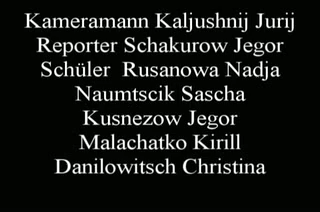 Kameramann Kaljushnij Jurij
Reporter Schakurow Jegor
Schüler Rusanowa Nadja
Naumtscik Sascha
Kusnezow Jegor
Malachatko Kirill
Danilowitsch Christina